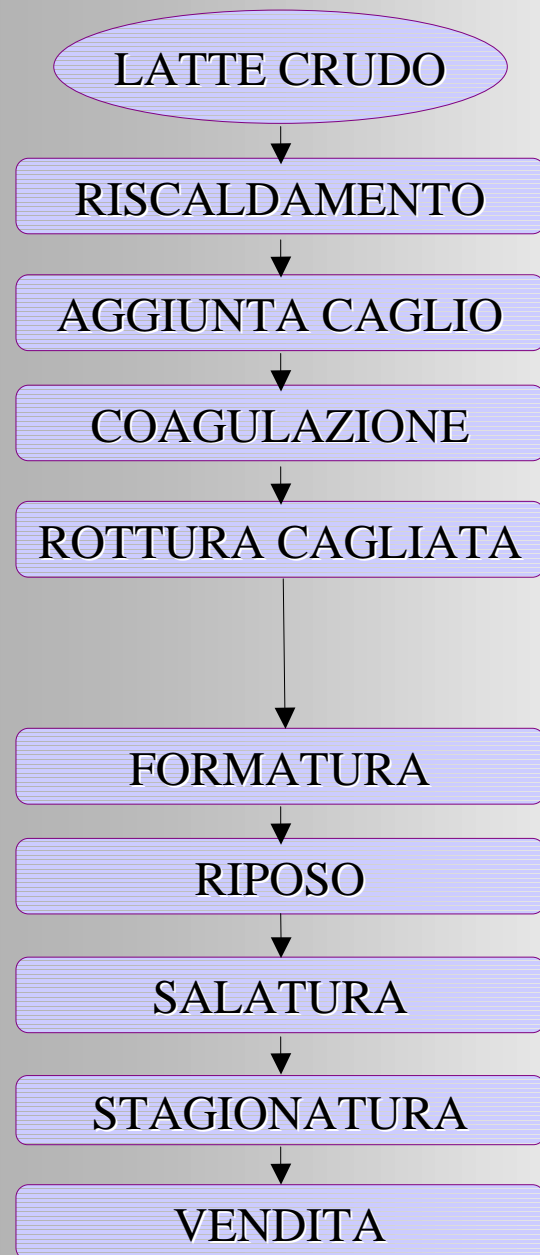 LATTE CRUDO
RISCALDAMENTO
AGGIUNTA CAGLIO
COAGULAZIONE
ROTTURA CAGLIATA
FORMATURA
RIPOSO
SALATURA
STAGIONATURA
VENDITA